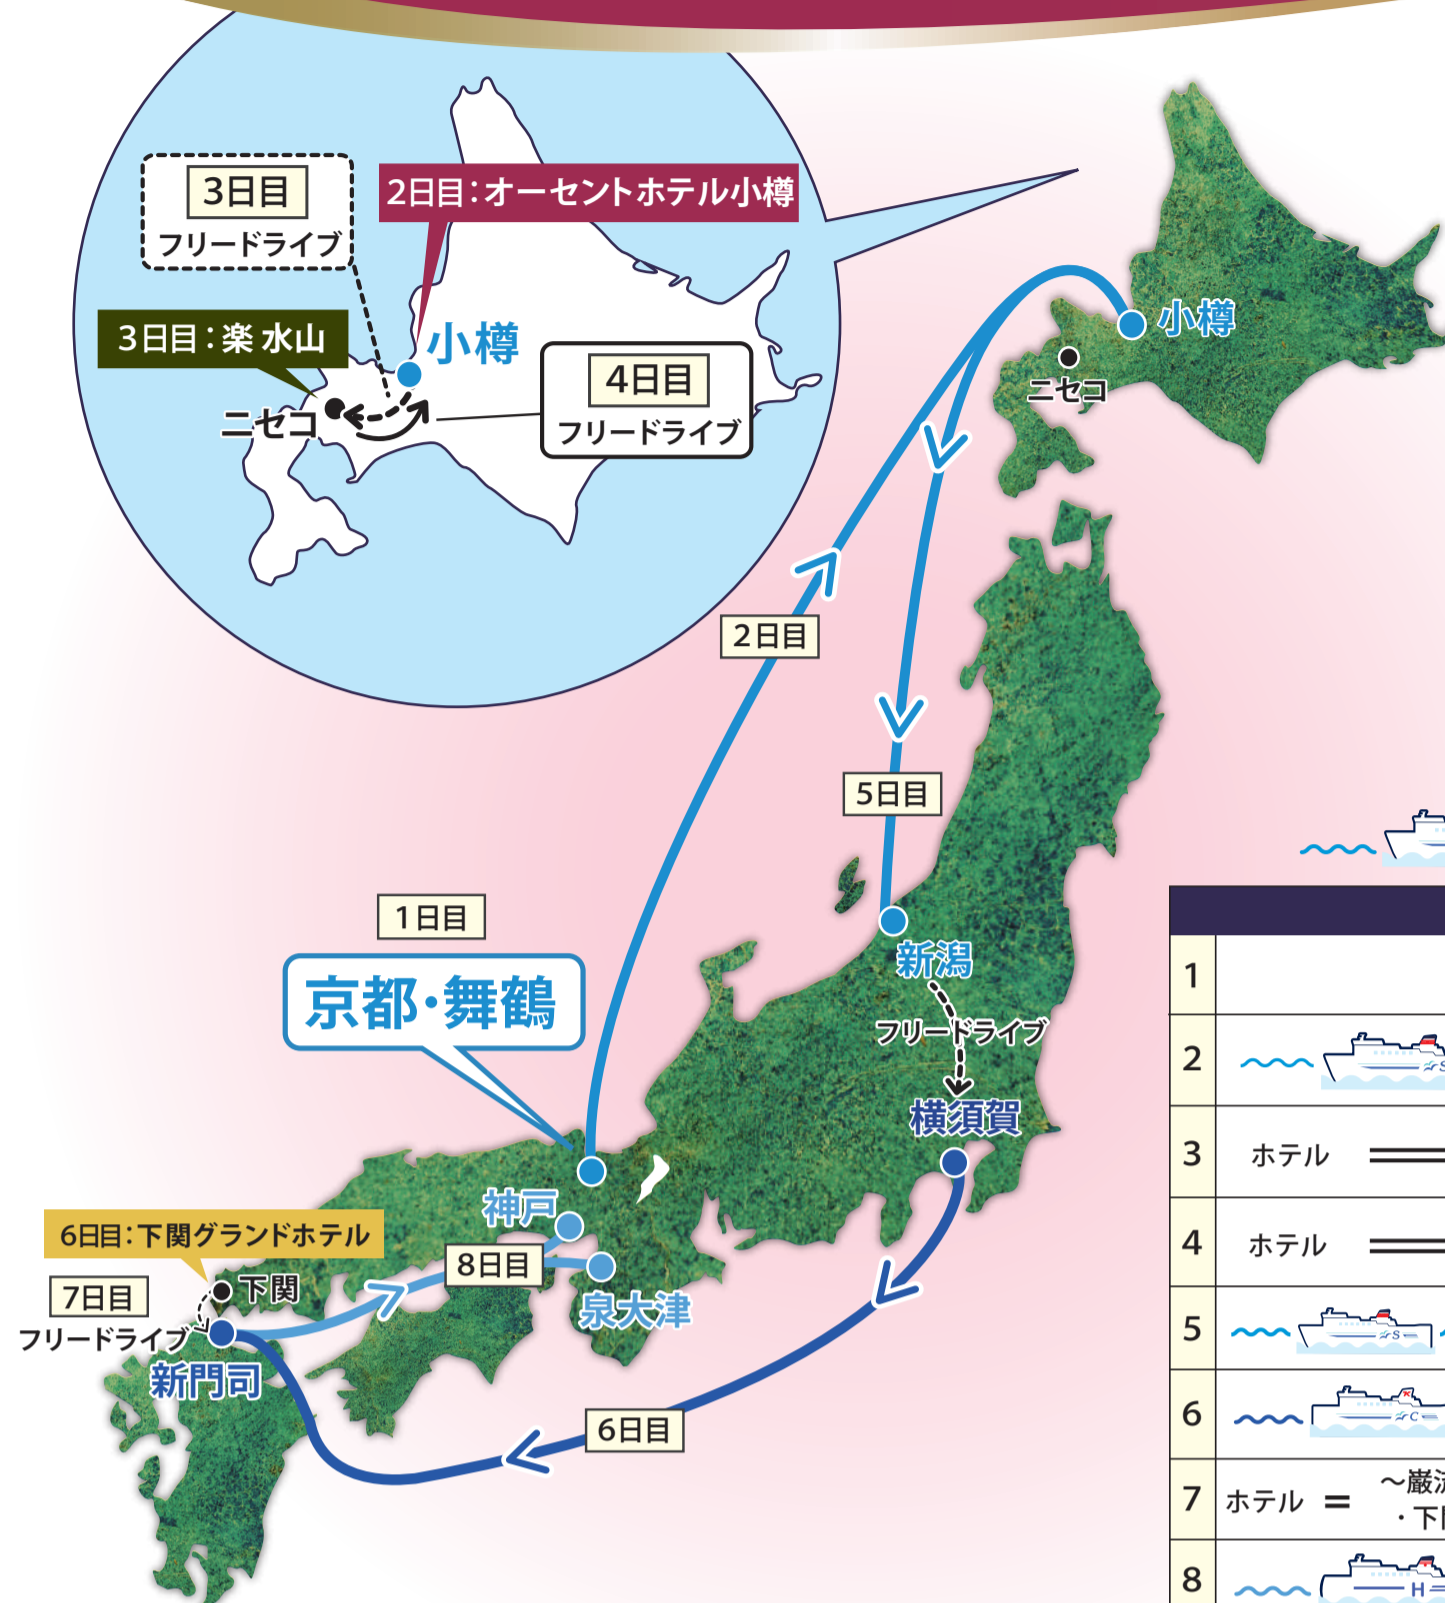 3日目
フリードライブ
2日目：オーセントホテル小樽
3日目：楽 水山
小樽
ニセコ
4日目
フリードライブ
小樽
ニセコ
2日目
5日目
1日目
京都・舞鶴
新潟
フリードライブ
横須賀
神戸
8日目
泉大津
6日目：下関グランドホテル
下関
7日目
フリードライブ
新門司
6日目
1
2
S
3 ホテル
4 ホテル
5
S
6
C
7 ホテル ＝ ～巌流
・下関
8
H